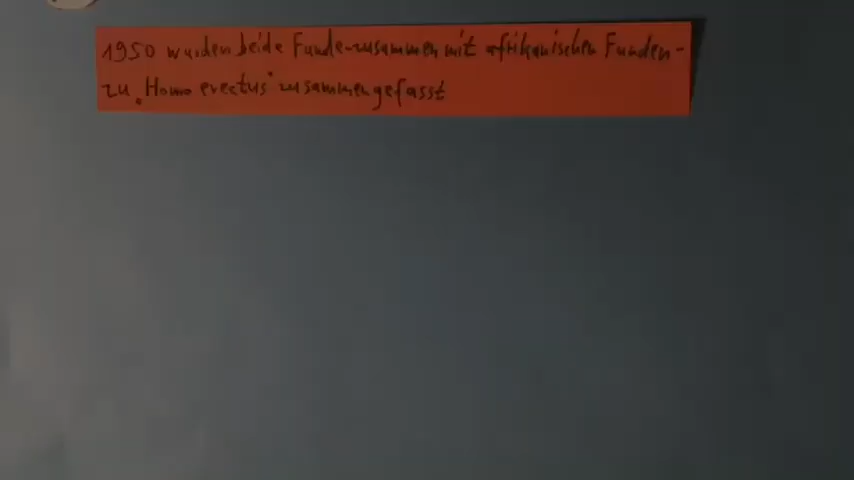 1950 wurden beide Funde-zusammen mit afrikanischen Funden-
zu „Homo erectus" zusammengefasst